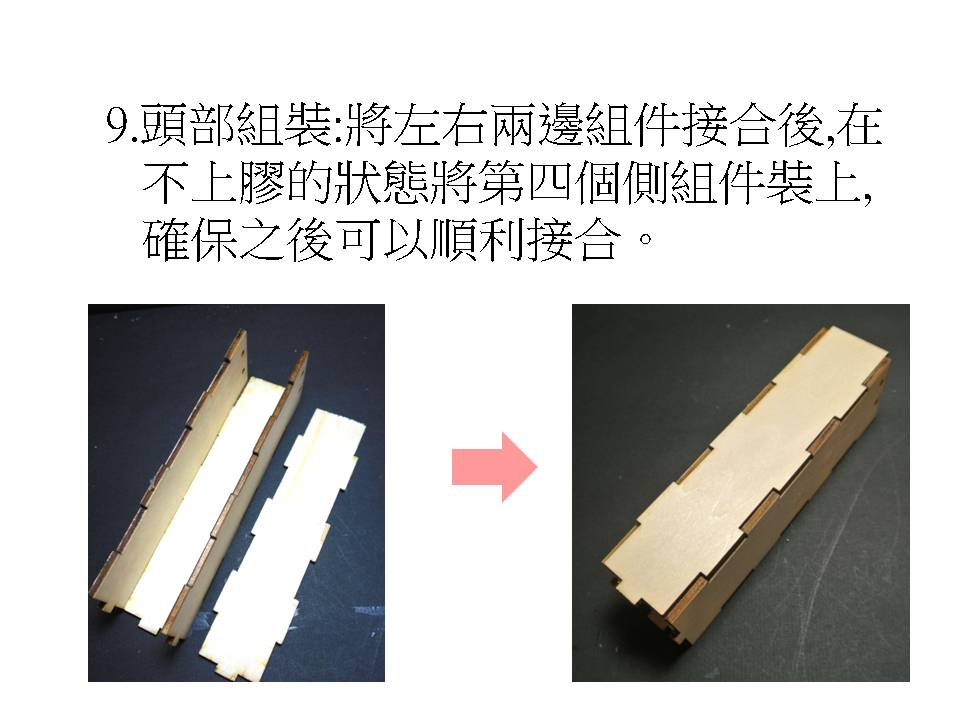 9.頭部組裝:將左右兩邊組件接合後,在
不上膠的狀態將第四個側組件裝上,
確保之後可以順利接合。